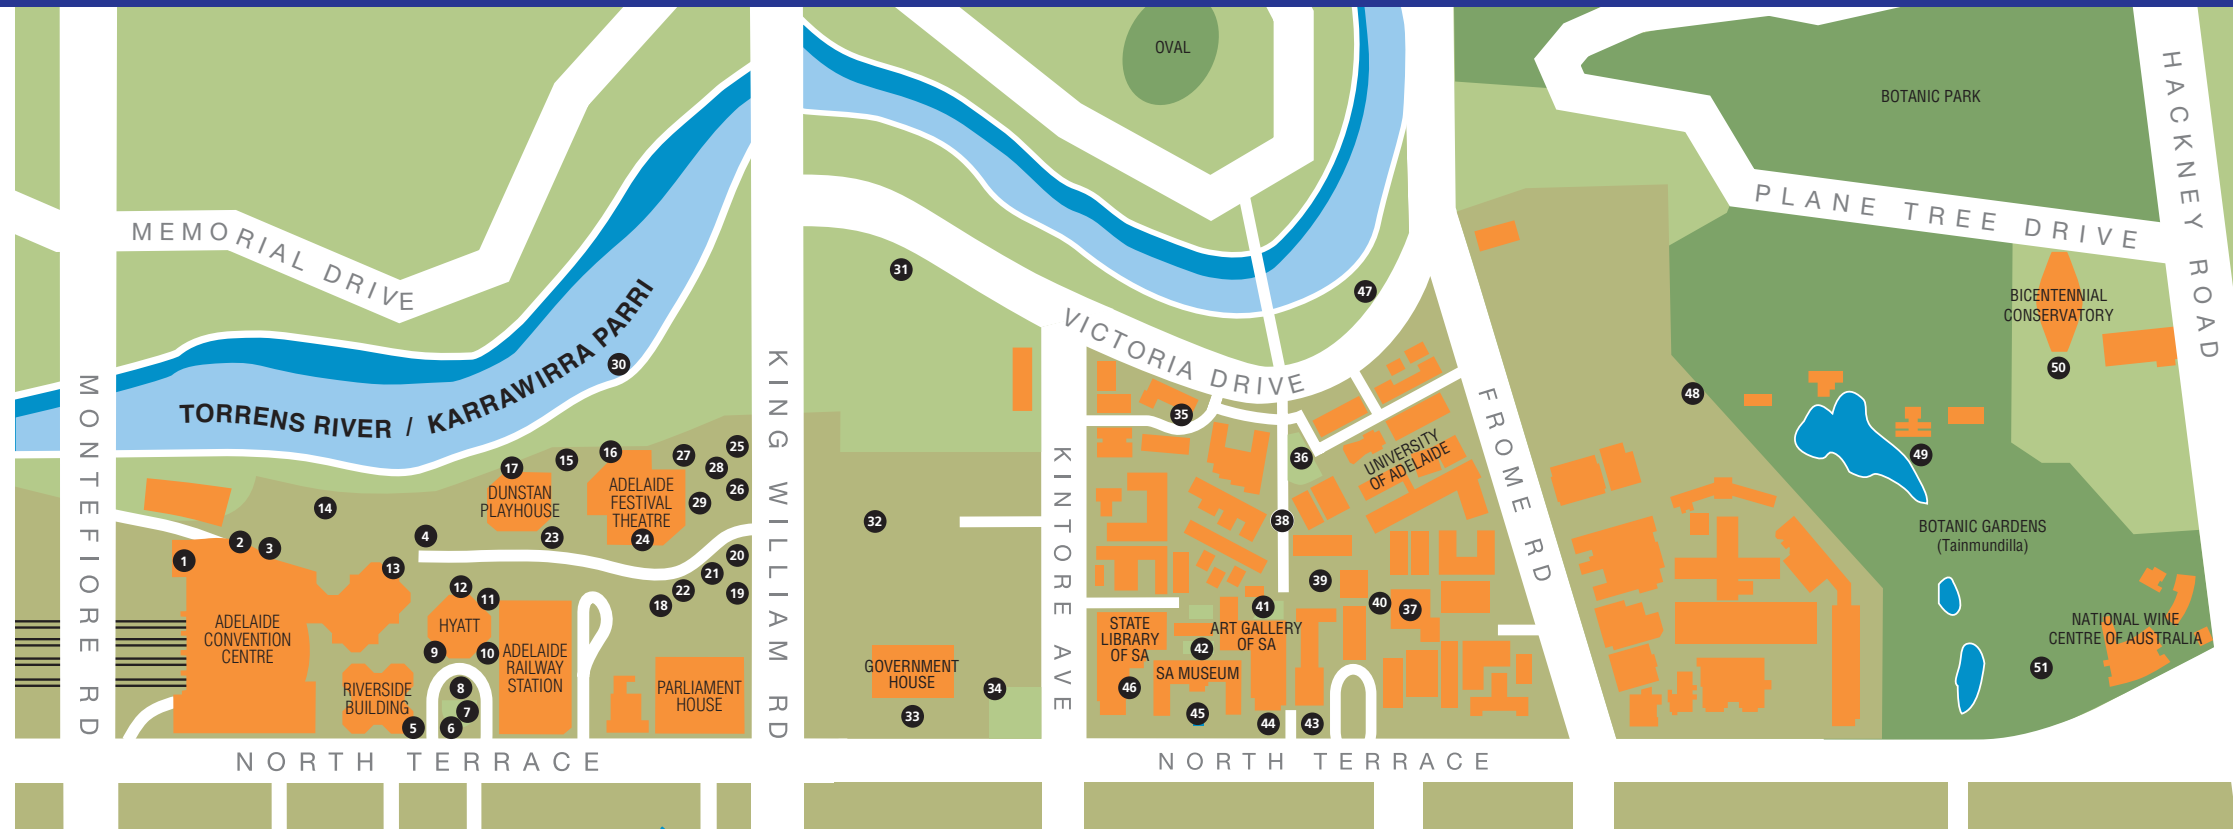 OVAL
BOTANIC PARK
HACKNEY ROAD
PLANE TREE DRIVE
MEMORIAL DRIVE
31
47
BICENTENNIAL
CONSERVATORY
50
VICTORIA DRIVE
30
TORRENS RIVER / KARRAWIRRA PARRI
MONTEFIORE RD
KING WILLIAM RD
KINTORE AVE
FROME RD
48
35
36
49
UNIVERSITY
OF ADELAIDE
25
27
28
26
29
16
15
17
DUNSTAN
PLAYHOUSE
ADELAIDE
FESTIVAL
THEATRE
24
23
14
4
32
38
BOTANIC GARDENS
(Tainmundilla)
1
2
3
13
12
11
20
21
22
19
18
39
40
37
41
ADELAIDE
CONVENTION
CENTRE
HYATT
9
10
ADELAIDE
RAILWAY
STATION
STATE
LIBRARY
OF SA
46
ART GALLERY
OF SA
42
SA MUSEUM
45
44
43
NATIONAL WINE
CENTRE OF AUSTRALIA
51
RIVERSIDE
BUILDING
5
6
7
8
PARLIAMENT
HOUSE
GOVERNMENT
HOUSE
33
34
NORTH TERRACE
NORTH TERRACE